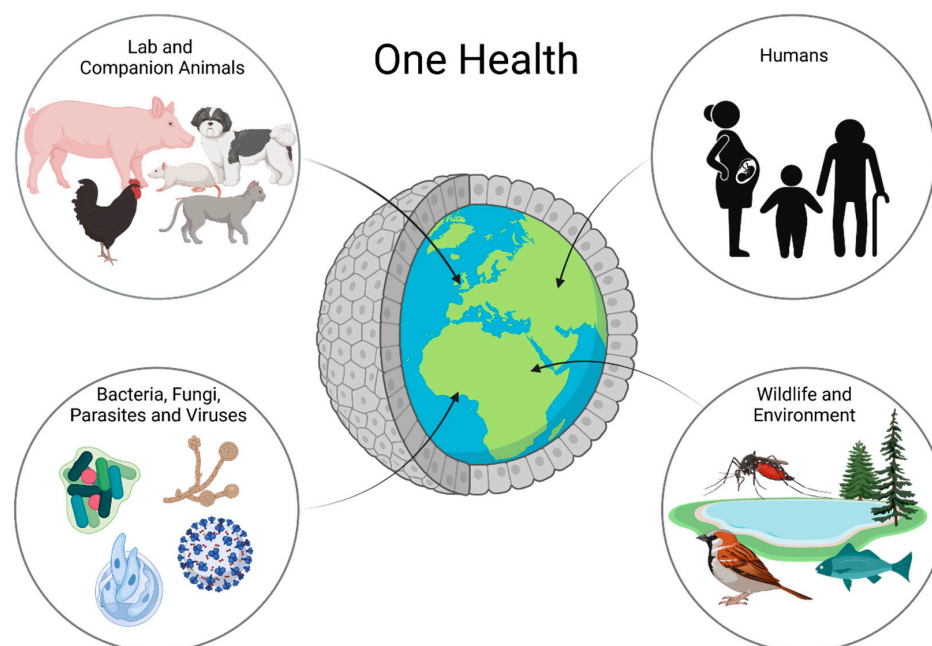 One Health
Lab and
Companion Animals
Humans
Bacteria, Fungi,
Parasites and Viruses
Wildlife and
Environment